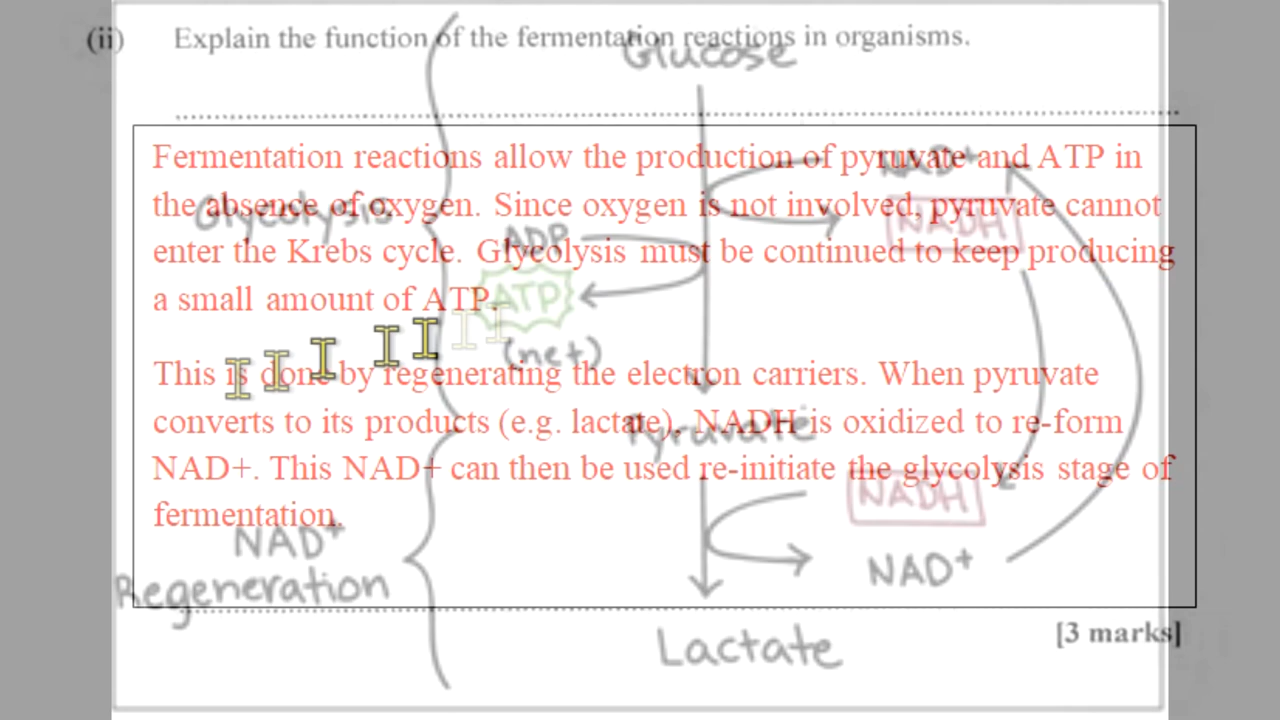 (ii) Explain the function of the fermentation reactions in organisms.
Glucose
Fermentation reactions allow the production of pyruvate and ATP in
the absence of oxygen. Since oxygen is not involved, pyruvate cannot
enter the Krebs cycle. Glycolysis must be continued to keep producing
a small amount of ATP.
This is done by regenerating the electron carriers. When pyruvate
converts to its products (e.g. lactate), NADH is oxidized to re-form
NAD+. This NAD+ can then be used re-initiate the glycolysis stage of
fermentation.
NAD+
Glycolysis
NADH
ADP
ATP
(net)
Pyruvate
NADH
NAD+
Regeneration
NAD+
[3 marks]
Lactate